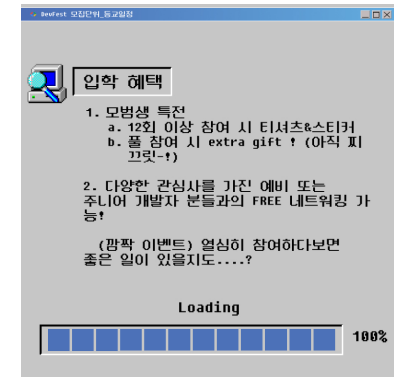 DevFest 모집단위_등교일정
입학 혜택
1. 모범생 특전
a. 12회 이상 참여 시 티셔츠&스티커
b. 풀 참여 시 extra gift ! (아직 씨
끄릿-!)
2. 다양한 관심사를 가진 예비 또는
주니어 개발자 분들과의 FREE 네트워킹 가
능!
(깜짝 이벤트) 열심히 참여하다보면
좋은 일이 있을지도....?
Loading
100%